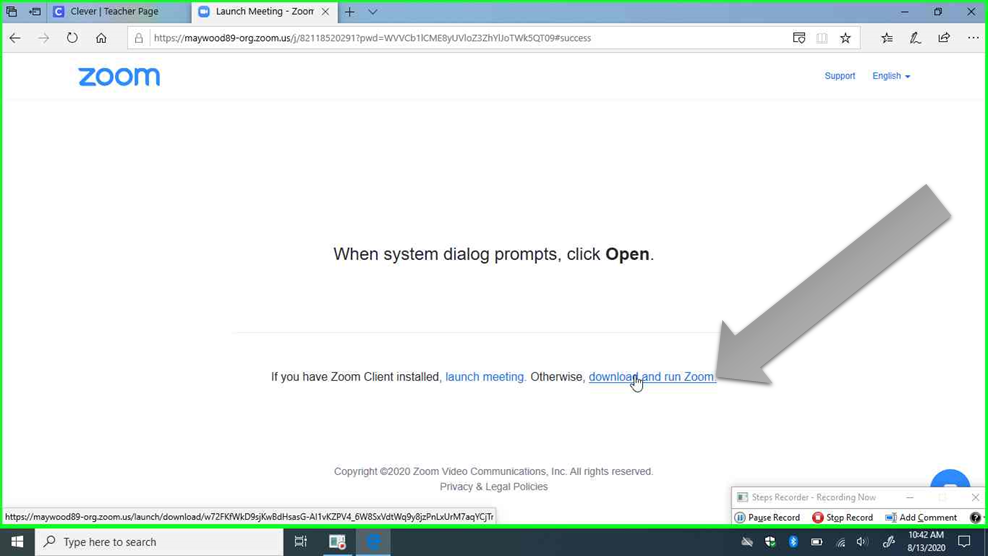 Clever | Teacher Page
Launch Meeting - Zoom
https://maywood89-org.zoom.us/j/82118520291?pwd=WVVCb1lCME8yUVloZ3ZhYlJoTWk5QT09#success
zoom
Support
English
When system dialog prompts, click Open.
If you have Zoom Client installed, launch meeting. Otherwise, download and run Zoom.
Copyright ©2020 Zoom Video Communications, Inc. All rights reserved.
Privacy & Legal Policies
Steps Recorder - Recording Now
https://maywood89-org.zoom.us/launch/download/w72FKfWkD9sjKwBdHsasG-AI1vKZPV4_6W8SxVdtWq9y8jzPnLxUrM7aqYCjTr
Pause Record
Stop Record
Add Comment
Type here to search
10:42 AM
8/13/2020